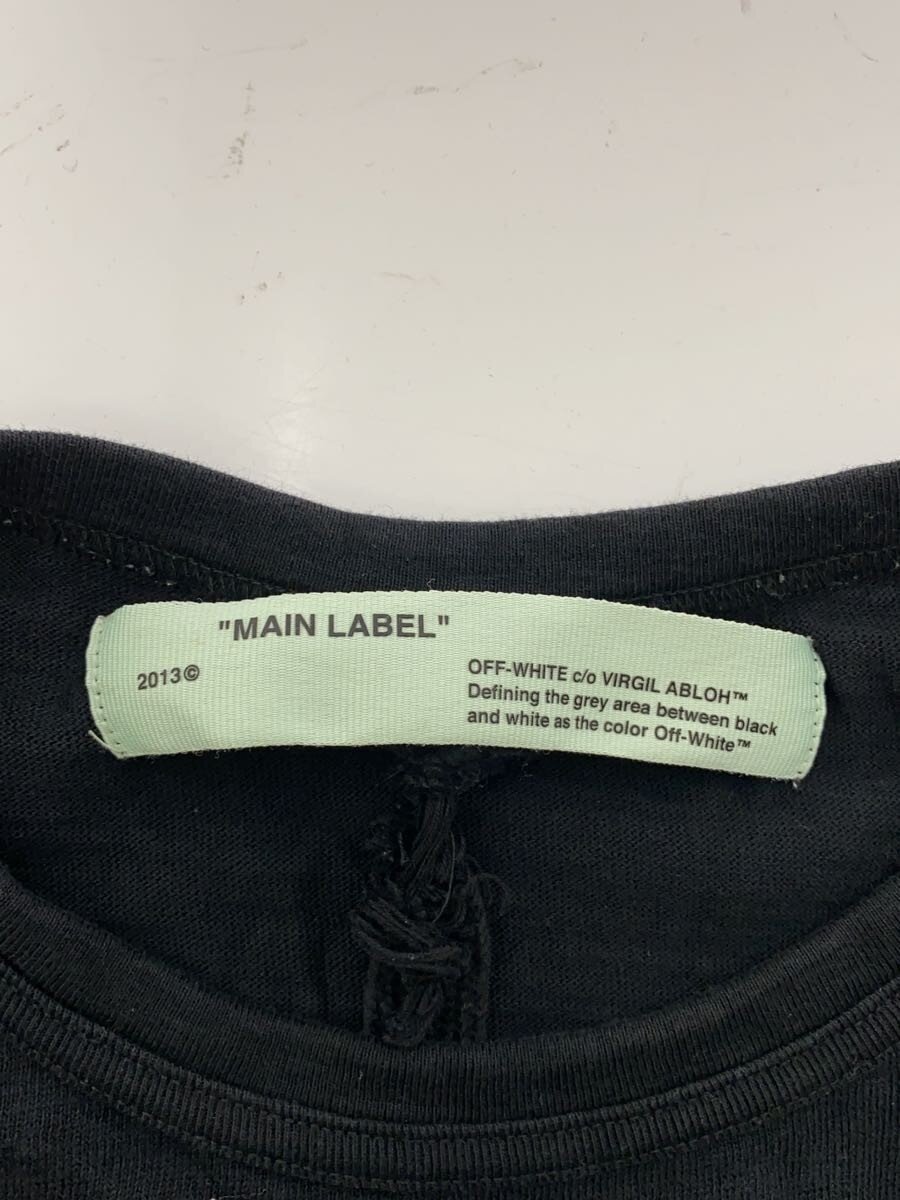 "MAIN LABEL"
2013©
OFF-WHITE c/o VIRGIL ABLOH™
Defining the grey area between black
and white as the color Off-White™